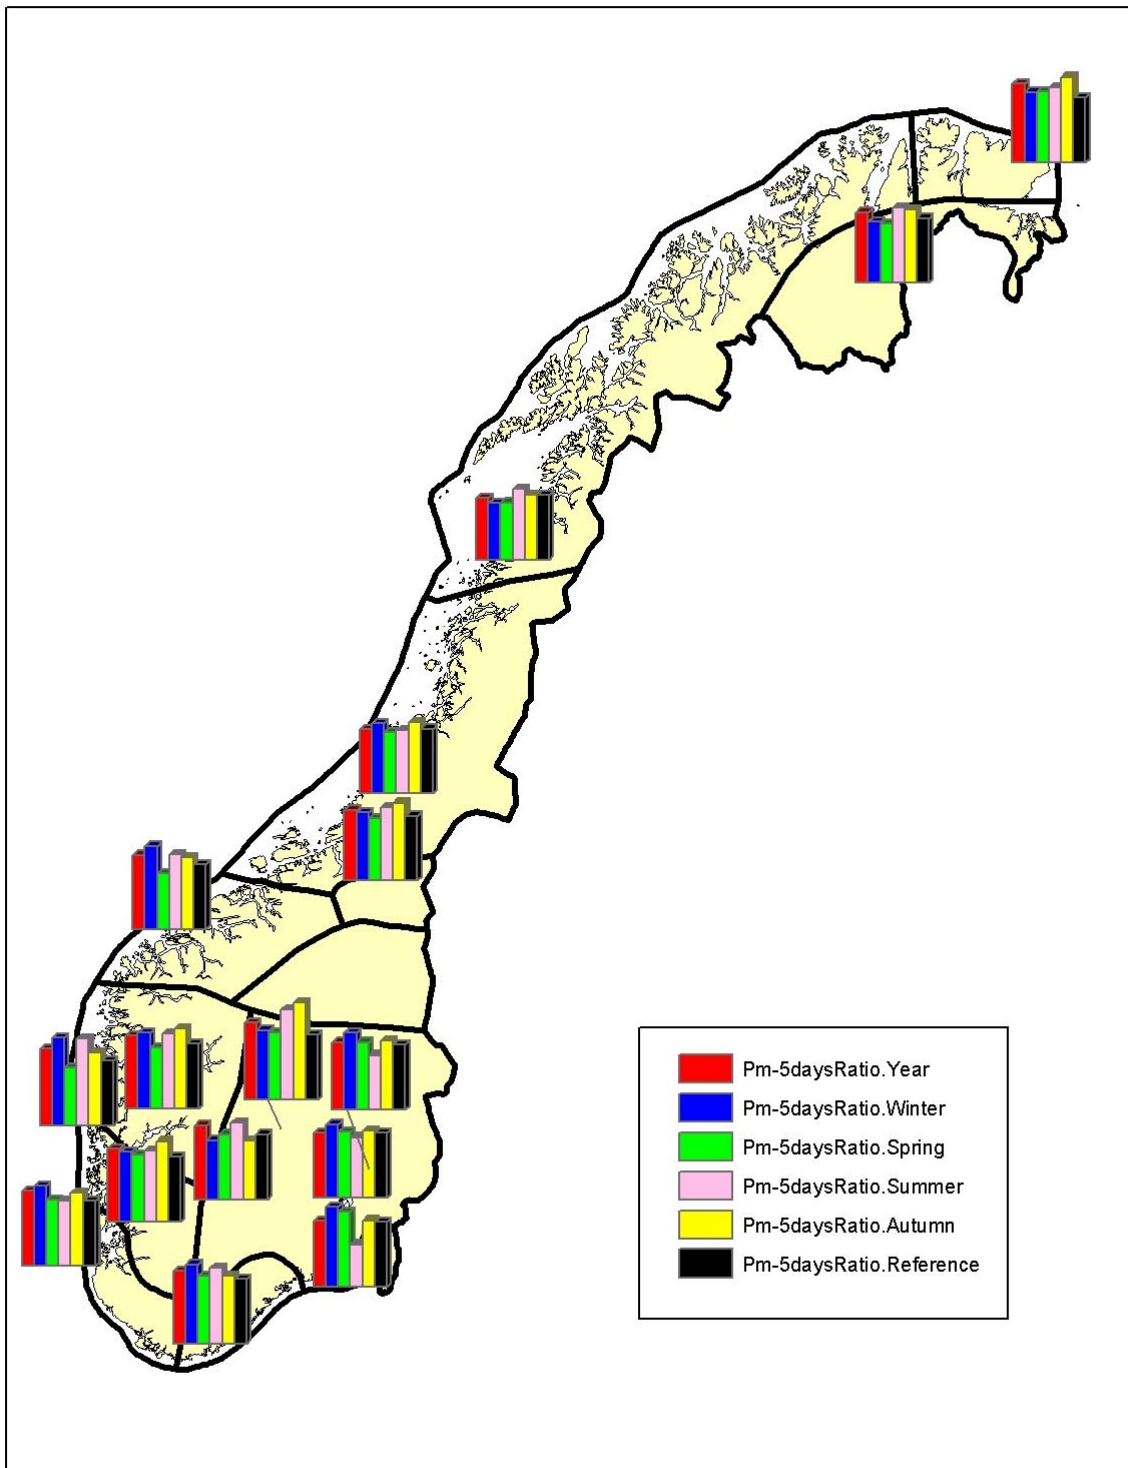 Pm-5daysRatio.Year
Pm-5daysRatio.Winter
Pm-5daysRatio.Spring
Pm-5daysRatio.Summer
Pm-5daysRatio.Autumn
Pm-5daysRatio.Reference